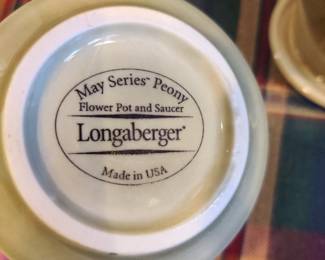 May Series™ Peony
Flower Pot and Saucer
Longaberger®
Made in USA